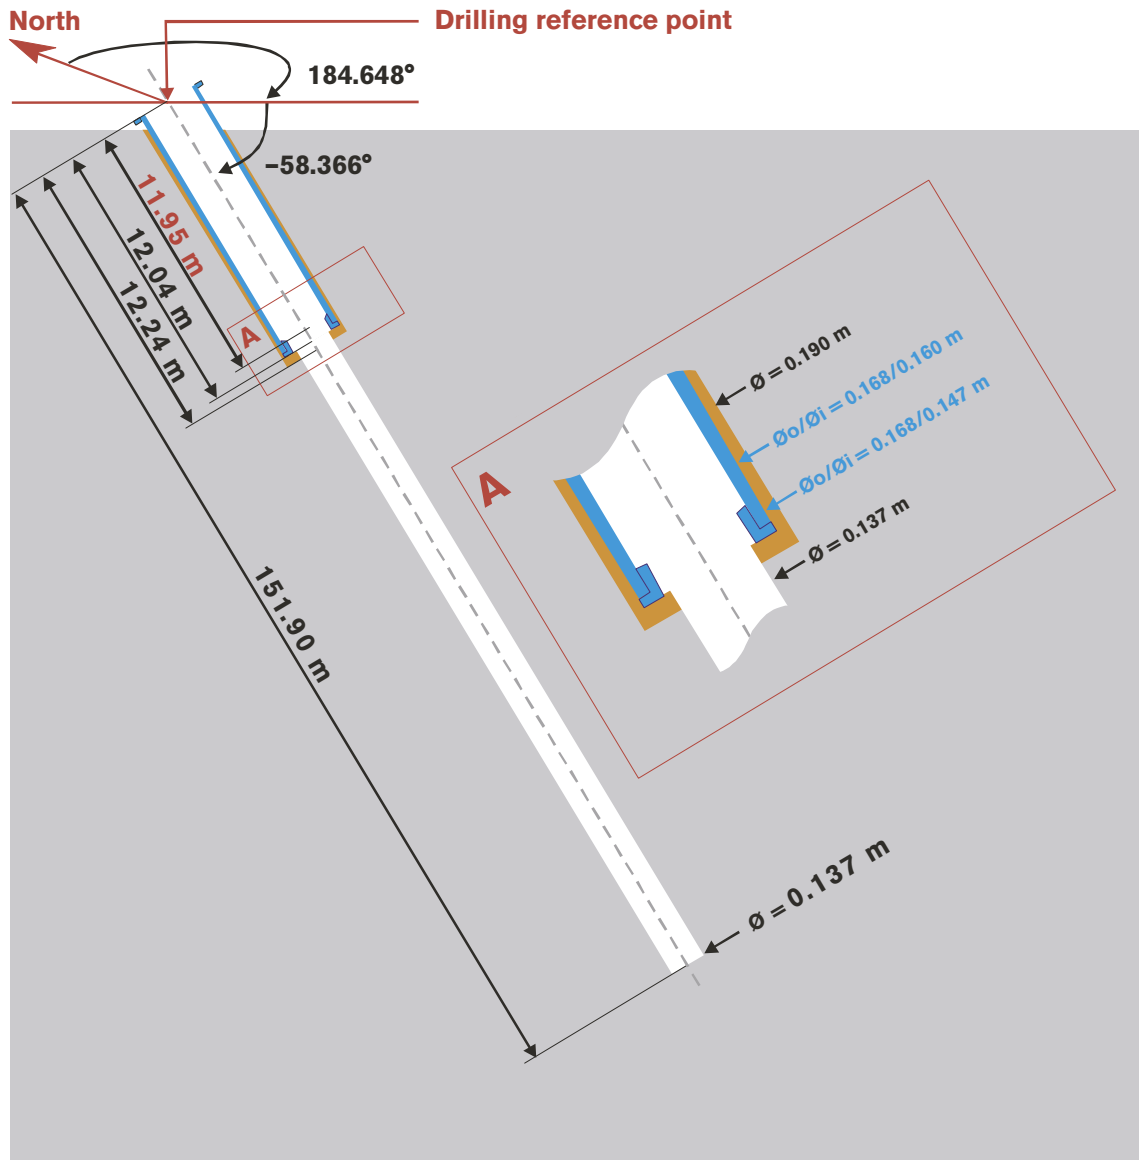 North
Drilling reference point
184.648°
–58.366°
11.95 m
12.04 m
12.24 m
A
151.90 m
A
Ø = 0.190 m
Øo/Øi = 0.168/0.160 m
Øo/Øi = 0.168/0.147 m
Ø = 0.137 m
Ø = 0.137 m